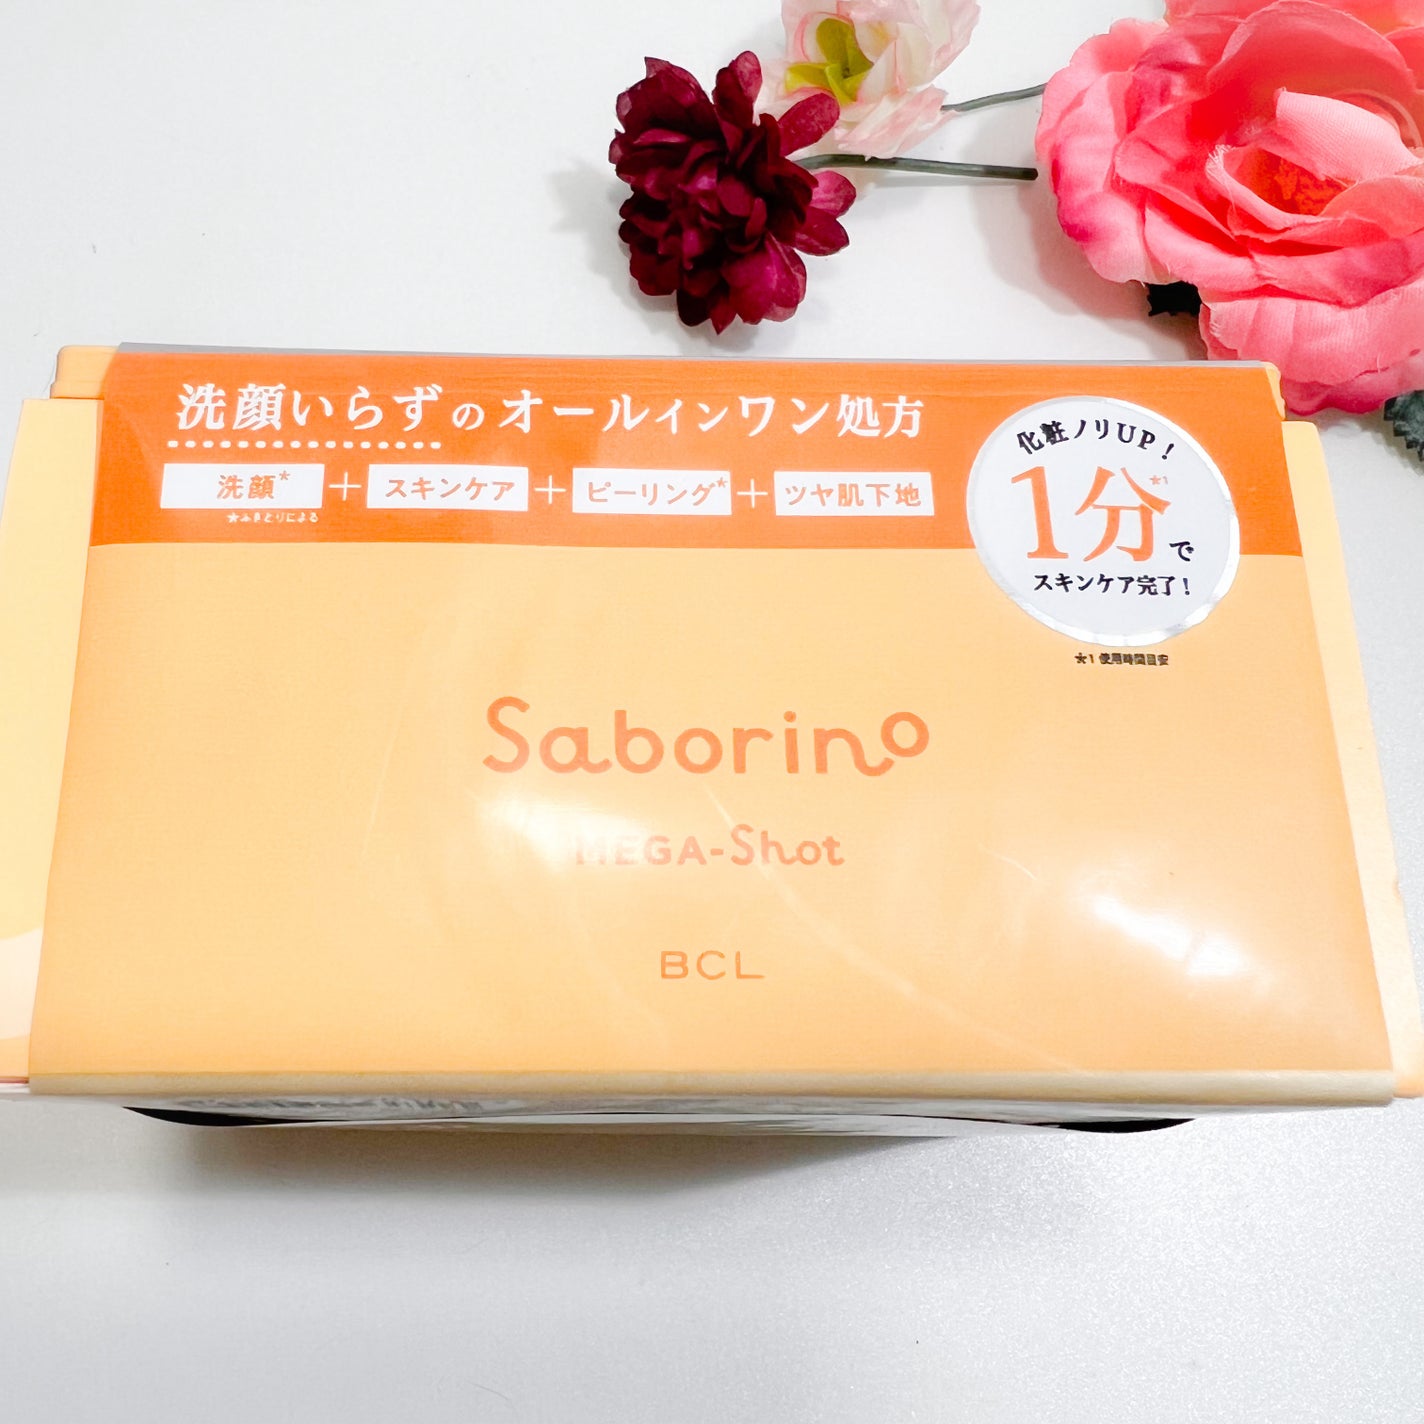 洗顔いらずのオールインワン処方
洗顔*+スキンケア+ピーリング*+ツヤ肌下地
★ふきとりによる
化粧ノリUP!
1分★1で
スキンケア完了!
★1 使用時間目安
Saborino
MEGA-Shot
BCL